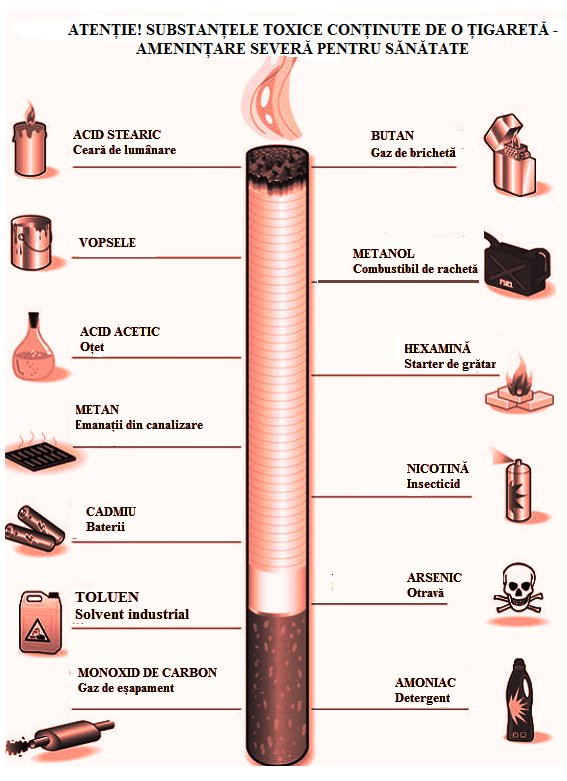 ATENȚIE! SUBSTANȚELE TOXICE CONȚINUTE DE O ȚIGARETĂ -
AMENINȚARE SEVERĂ PENTRU SĂNĂTATE
ACID STEARIC
Ceară de lumânare
VOPSELE
ACID ACETIC
Oțet
METAN
Emanații din canalizare
CADMIU
Baterii
TOLUEN
Solvent industrial
MONOXID DE CARBON
Gaz de eșapament
BUTAN
Gaz de brichetă
METANOL
Combustibil de rachetă
FUEL
HEXAMINĂ
Starter de grătar
NICOTINĂ
Insecticid
ARSENIC
Otravă
AMONIAC
Detergent